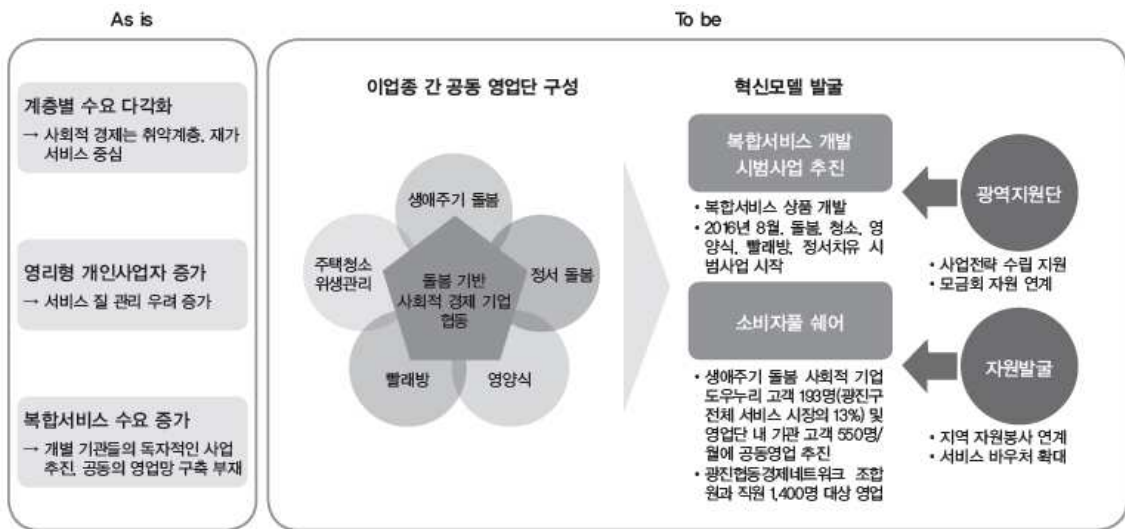 As is
To be
계층별 수요 다각화
→ 사회적 경제는 취약계층, 재가
서비스 중심
영리형 개인사업자 증가
→ 서비스 질 관리 우려 증가
복합서비스 수요 증가
→ 개별 기관들의 독자적인 사업
추진, 공동의 영업망 구축 부재
이업종 간 공동 영업단 구성
생애주기 돌봄
주택청소
위생관리
정서 돌봄
돌봄 기반
사회적 경제 기업
협동
빨래방
영양식
혁신모델 발굴
복합서비스 개발
시범사업 추진
• 복합서비스 상품 개발
• 2016년 8월, 돌봄, 청소, 영
양식, 빨래방, 정서치유 시
범사업 시작
소비자풀 쉐어
• 생애주기 돌봄 사회적 기업
도우누리 고객 193명(광진구
전체 서비스 시장의 13%) 및
영업단 내 기관 고객 550명/
월에 공동영업 추진
• 광진협동경제네트워크 조합
원과 직원 1,400명 대상 영업
광역지원단
• 사업전략 수립 지원
• 모금회 자원 연계
자원발굴
• 지역 자원봉사 연계
• 서비스 바우처 확대